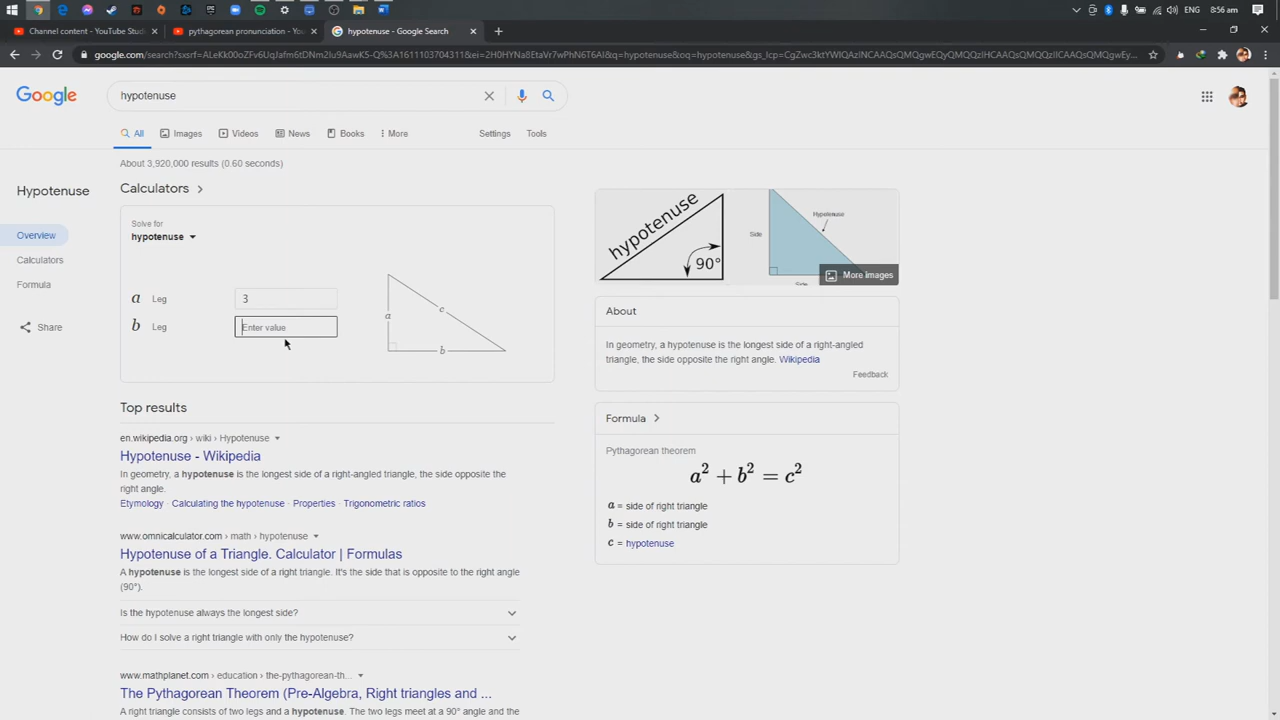 8:56 am
ENG
Channel content - YouTube Stud
pythagorean pronunciation - You
hypotenuse - Google Search
google.com/search?
Google
hypotenuse
All
Images
Videos
News
Books
More
Settings
Tools
About 3,920,000 results (0.60 seconds)
Hypotenuse
Overview
Calculators
Formula
Share
Calculators
Solve for
hypotenuse
a Leg 3
b Leg Enter value
a
c
b
hypotenuse
90°
Hypotenuse
Side
Side
More images
About
In geometry, a hypotenuse is the longest side of a right-angled
triangle, the side opposite the right angle. Wikipedia
Feedback
Formula
Pythagorean theorem
a² + b² = c²
a = side of right triangle
b = side of right triangle
c = hypotenuse
Top results
en.wikipedia.org › wiki › Hypotenuse
Hypotenuse - Wikipedia
In geometry, a hypotenuse is the longest side of a right-angled triangle, the side opposite the
right angle.
Etymology · Calculating the hypotenuse · Properties · Trigonometric ratios
www.omnicalculator.com › math › hypotenuse
Hypotenuse of a Triangle. Calculator | Formulas
A hypotenuse is the longest side of a right triangle. It's the side that is opposite to the right angle
(90°).
Is the hypotenuse always the longest side?
How do I solve a right triangle with only the hypotenuse?
www.mathplanet.com › education › the-pythagorean-th...
The Pythagorean Theorem (Pre-Algebra, Right triangles and ...
A right triangle consists of two legs and a hypotenuse. The two legs meet at a 90° angle and the